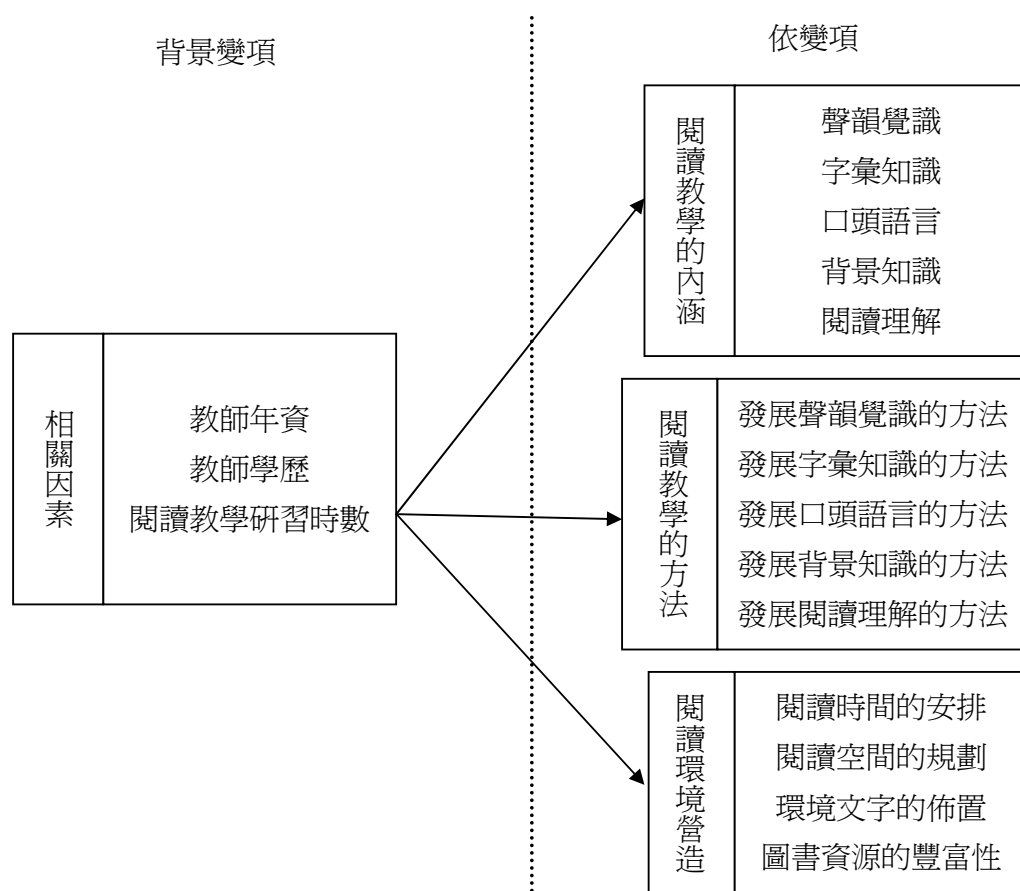 背景變項
依變項
相關因素
教師年資
教師學歷
閱讀教學研習時數
閱讀教學的內涵
聲韻覺識
字彙知識
口頭語言
背景知識
閱讀理解
閱讀教學的方法
發展聲韻覺識的方法
發展字彙知識的方法
發展口頭語言的方法
發展背景知識的方法
發展閱讀理解的方法
閱讀環境營造
閱讀時間的安排
閱讀空間的規劃
環境文字的佈置
圖書資源的豐富性